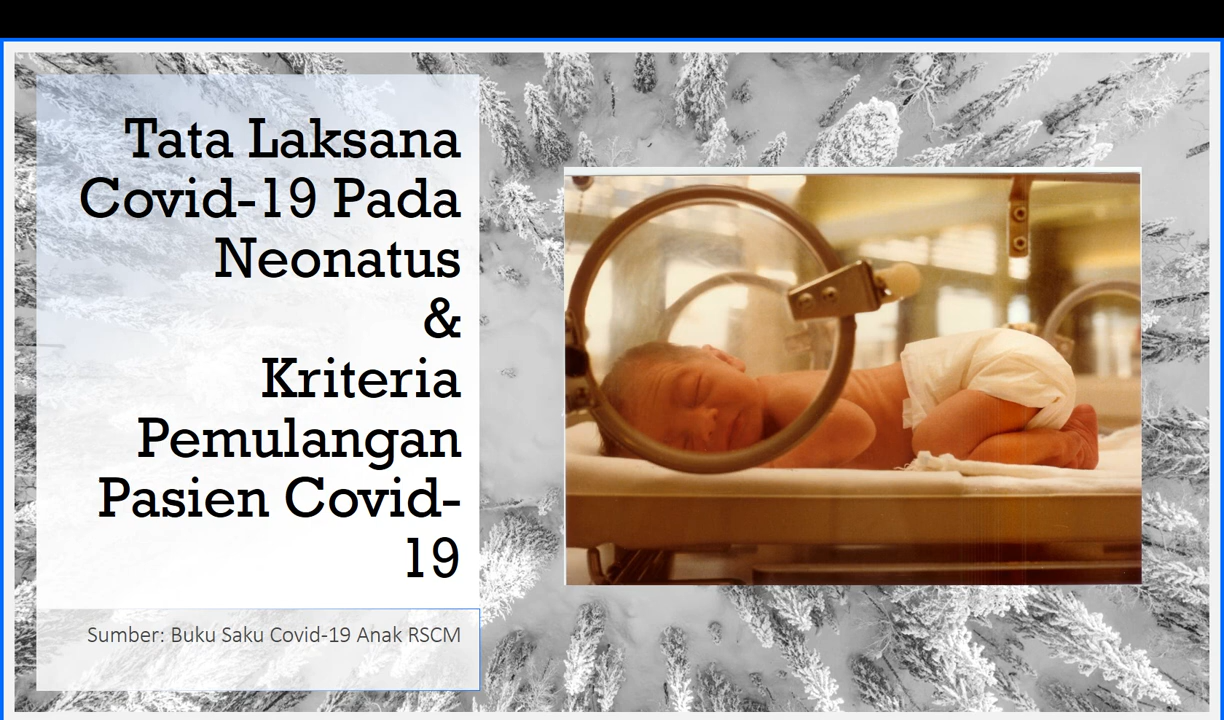 Tata Laksana
Covid-19 Pada
Neonatus
&
Kriteria
Pemulangan
Pasien Covid-
19
Sumber: Buku Saku Covid-19 Anak RSCM